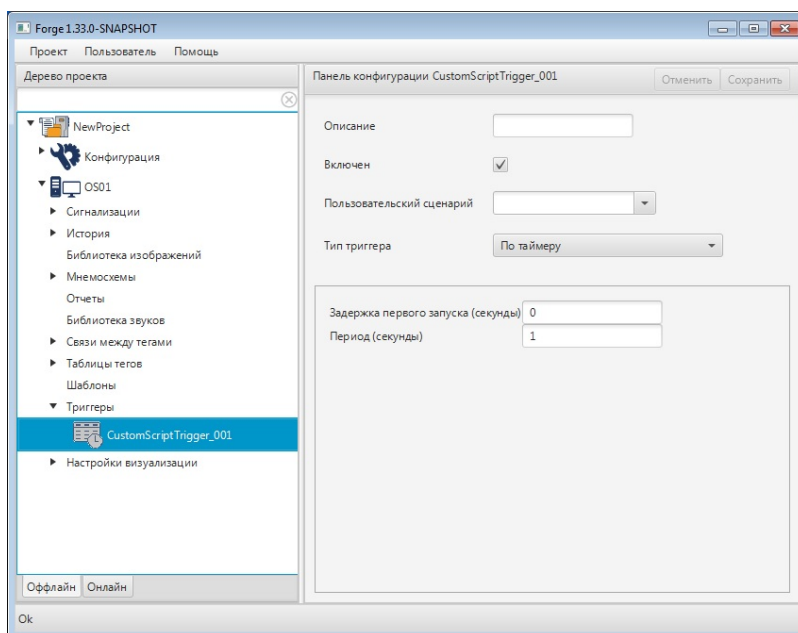 Forge 1.33.0-SNAPSHOT
Проект Пользователь Помощь
Дерево проекта
NewProject
Конфигурация
OS01
Сигнализации
История
Библиотека изображений
Мнемосхемы
Отчеты
Библиотека звуков
Связи между тегами
Таблицы тегов
Шаблоны
Триггеры
CustomScriptTrigger_001
Настройки визуализации
Оффлайн Онлайн
Панель конфигурации CustomScriptTrigger_001 Отменить Сохранить
Описание
Включен
Пользовательский сценарий
Тип триггера По таймеру
Задержка первого запуска (секунды) 0
Период (секунды) 1
Ok